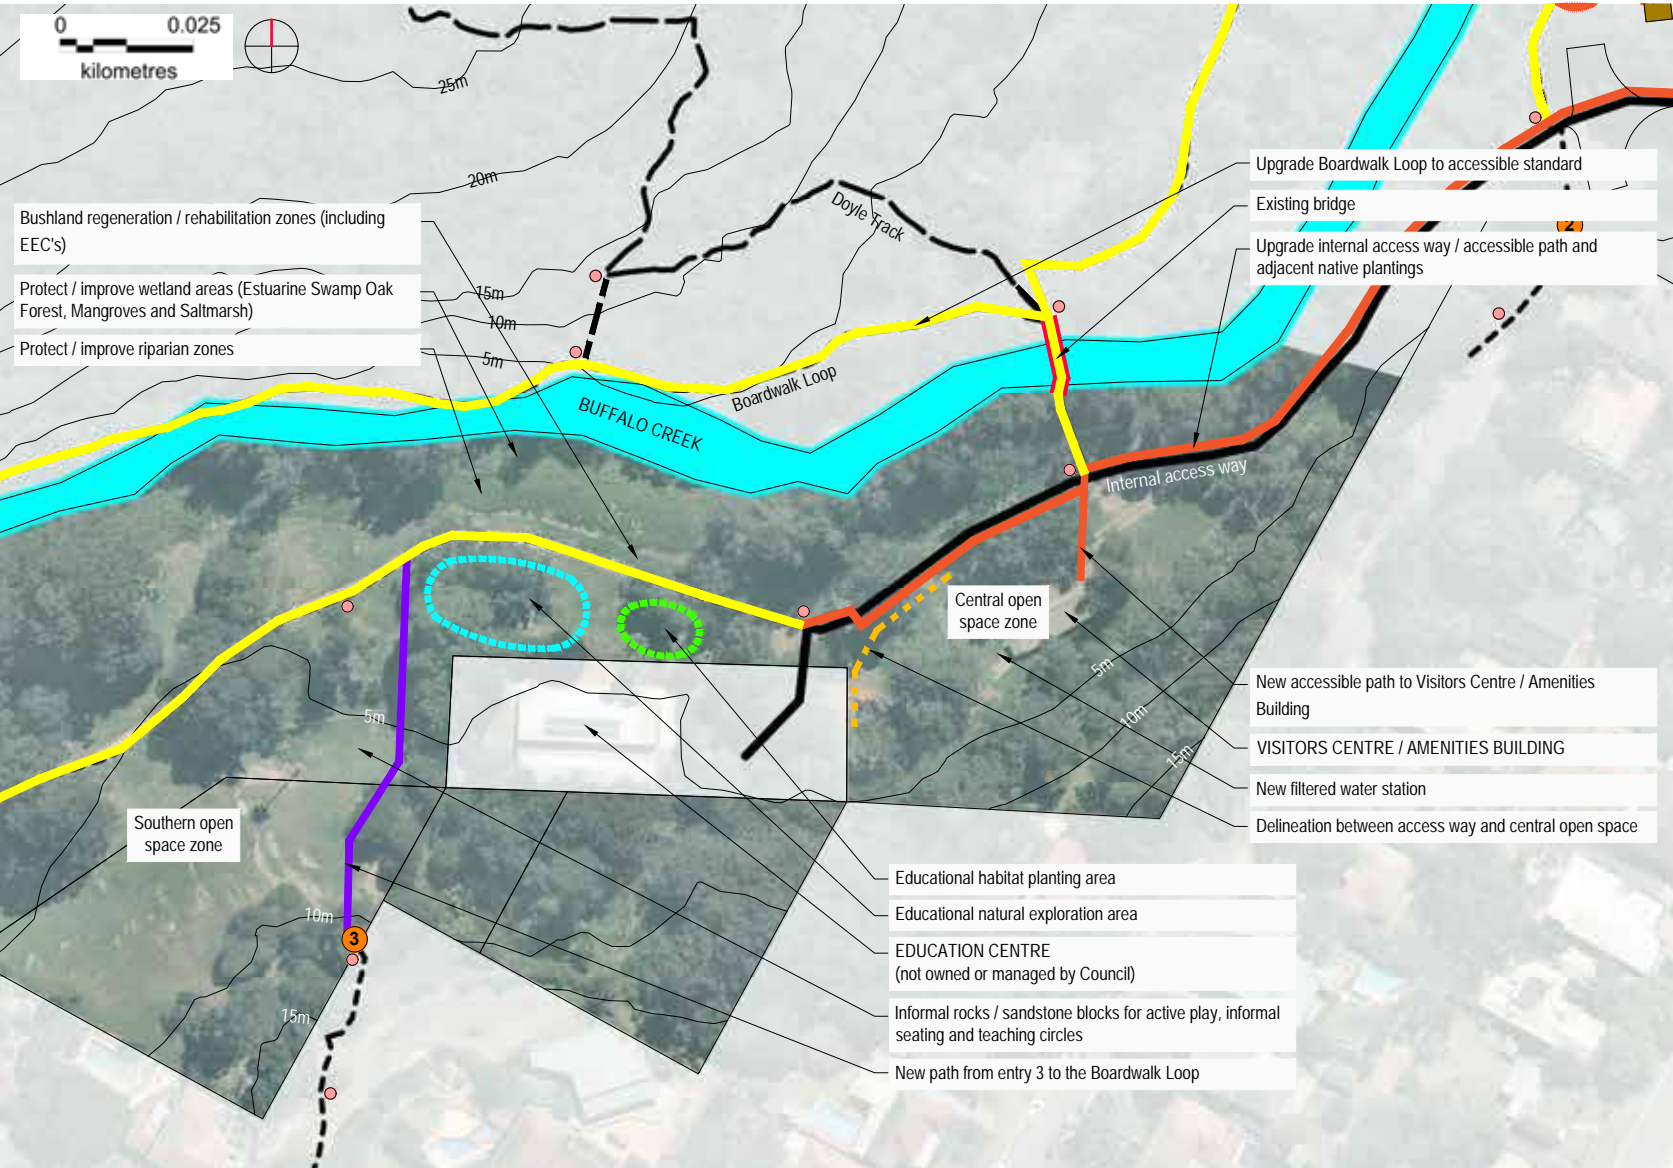 0 0.025
kilometres
25m
20m
Doyle Track
Upgrade Boardwalk Loop to accessible standard
Existing bridge
Upgrade internal access way / accessible path and
adjacent native plantings
2
Bushland regeneration / rehabilitation zones (including
EEC's)
Protect / improve wetland areas (Estuarine Swamp Oak
Forest, Mangroves and Saltmarsh)
Protect / improve riparian zones
15m
10m
5m
Boardwalk Loop
BUFFALO CREEK
Internal access way
Central open
space zone
5m
10m
15m
5m
Southern open
space zone
10m
3
15m
New accessible path to Visitors Centre / Amenities
Building
VISITORS CENTRE / AMENITIES BUILDING
New filtered water station
Delineation between access way and central open space
Educational habitat planting area
Educational natural exploration area
EDUCATION CENTRE
(not owned or managed by Council)
Informal rocks / sandstone blocks for active play, informal
seating and teaching circles
New path from entry 3 to the Boardwalk Loop